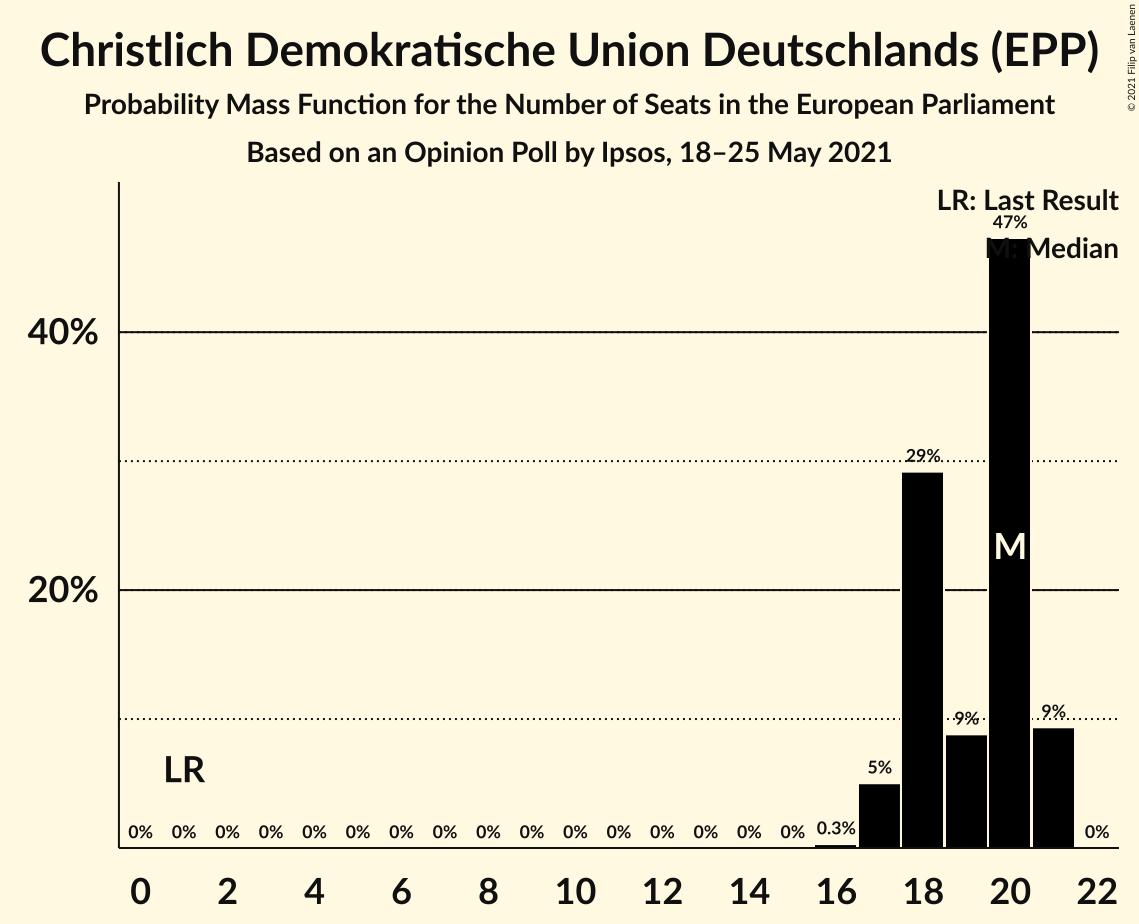 Christlich Demokratische Union Deutschlands (EPP)
Probability Mass Function for the Number of Seats in the European Parliament
Based on an Opinion Poll by Ipsos, 18–25 May 2021
© 2021 Filip van Laenen
LR: Last Result
M: Median
47%
40%
29%
M
20%
9%
9%
LR
5%
0% 0% 0% 0% 0% 0% 0% 0% 0% 0% 0% 0% 0% 0% 0% 0% 0.3% 0%
0 2 4 6 8 10 12 14 16 18 20 22